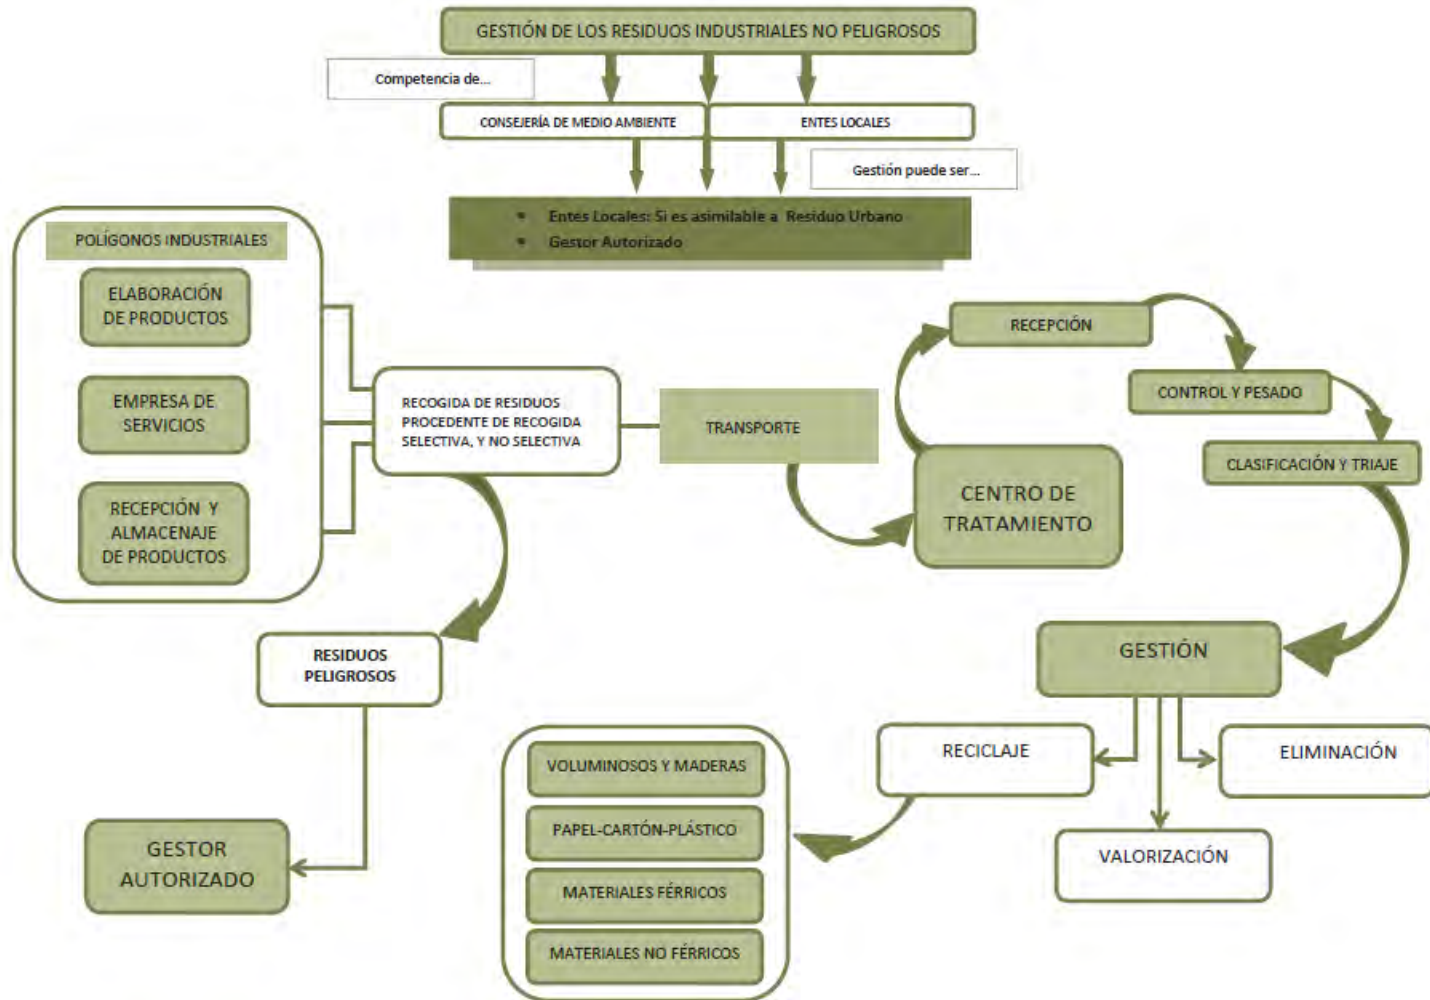 GESTIÓN DE LOS RESIDUOS INDUSTRIALES NO PELIGROSOS
Competencia de...
CONSEJERÍA DE MEDIO AMBIENTE
ENTES LOCALES
Gestión puede ser...
• Entes Locales: Si es asimilable a Residuo Urbano
• Gestor Autorizado
POLÍGONOS INDUSTRIALES
ELABORACIÓN
DE PRODUCTOS
EMPRESA DE
SERVICIOS
RECEPCIÓN Y
ALMACENAJE
DE PRODUCTOS
RECOGIDA DE RESIDUOS
PROCEDENTE DE RECOGIDA
SELECTIVA, Y NO SELECTIVA
TRANSPORTE
RECEPCIÓN
CONTROL Y PESADO
CLASIFICACIÓN Y TRIAJE
CENTRO DE
TRATAMIENTO
RESIDUOS
PELIGROSOS
GESTIÓN
RECICLAJE
ELIMINACIÓN
VALORIZACIÓN
VOLUMINOSOS Y MADERAS
PAPEL-CARTÓN-PLÁSTICO
MATERIALES FÉRRICOS
MATERIALES NO FÉRRICOS
GESTOR
AUTORIZADO